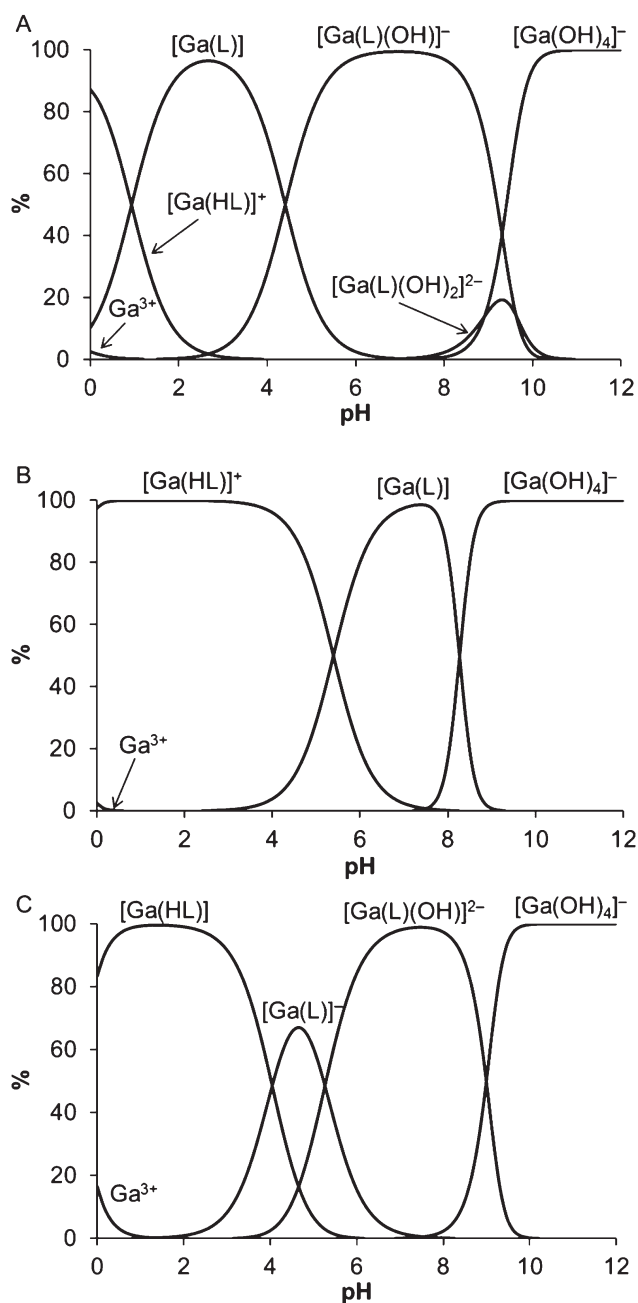 A
[Ga(L)] [Ga(L)(OH)]⁻ [Ga(OH)₄]⁻
100
80
60
40
20
0
%
[Ga(HL)]⁺
Ga³⁺
[Ga(L)(OH)₂]²⁻
0 2 4 6 8 10 12
pH
B
[Ga(HL)]⁺ [Ga(L)] [Ga(OH)₄]⁻
100
80
60
40
20
0
%
Ga³⁺
0 2 4 6 8 10 12
pH
C
[Ga(HL)] [Ga(L)(OH)]²⁻ [Ga(OH)₄]⁻
100
80
60
40
20
0
%
[Ga(L)]⁻
Ga³⁺
0 2 4 6 8 10 12
pH